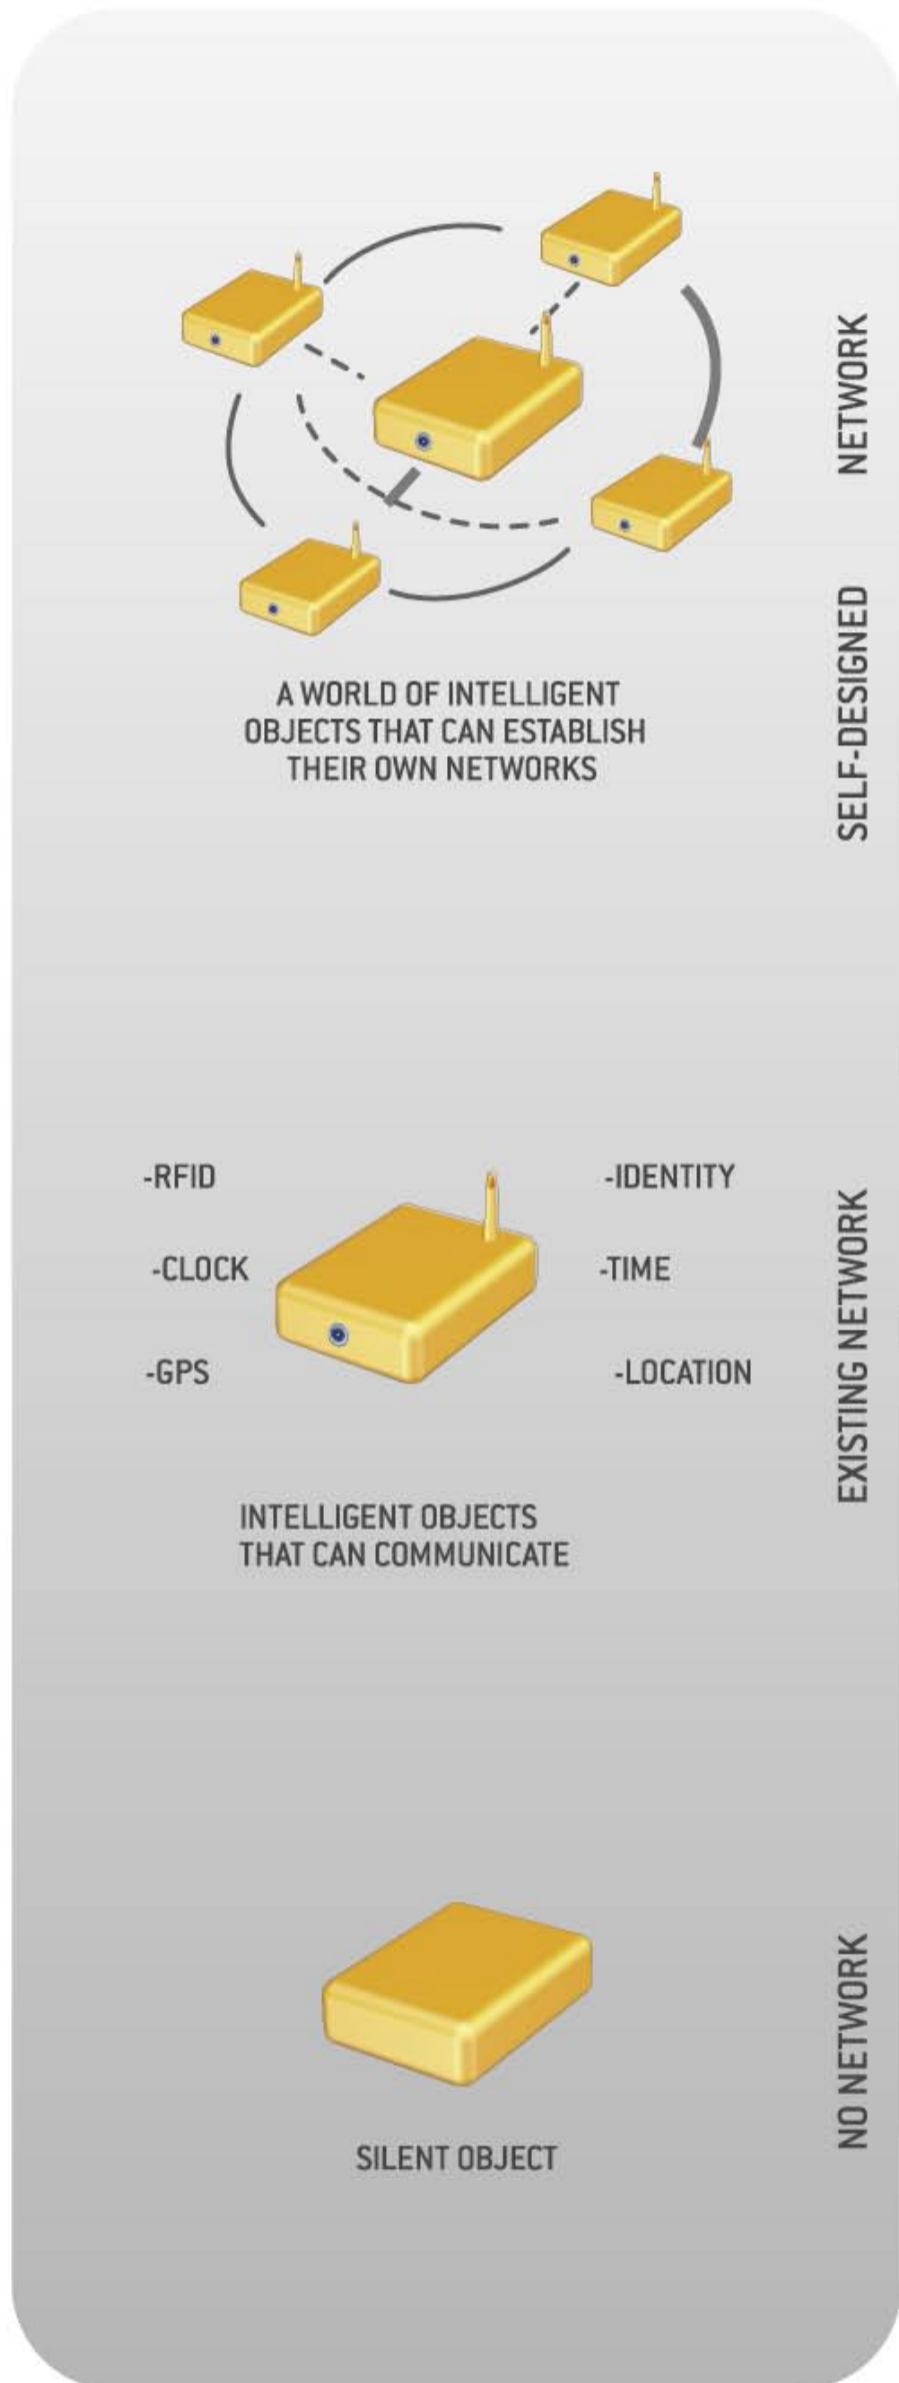 A WORLD OF INTELLIGENT
OBJECTS THAT CAN ESTABLISH
THEIR OWN NETWORKS
SELF-DESIGNED NETWORK
-RFID
-IDENTITY
-CLOCK
-TIME
-GPS
-LOCATION
INTELLIGENT OBJECTS
THAT CAN COMMUNICATE
EXISTING NETWORK
SILENT OBJECT
NO NETWORK